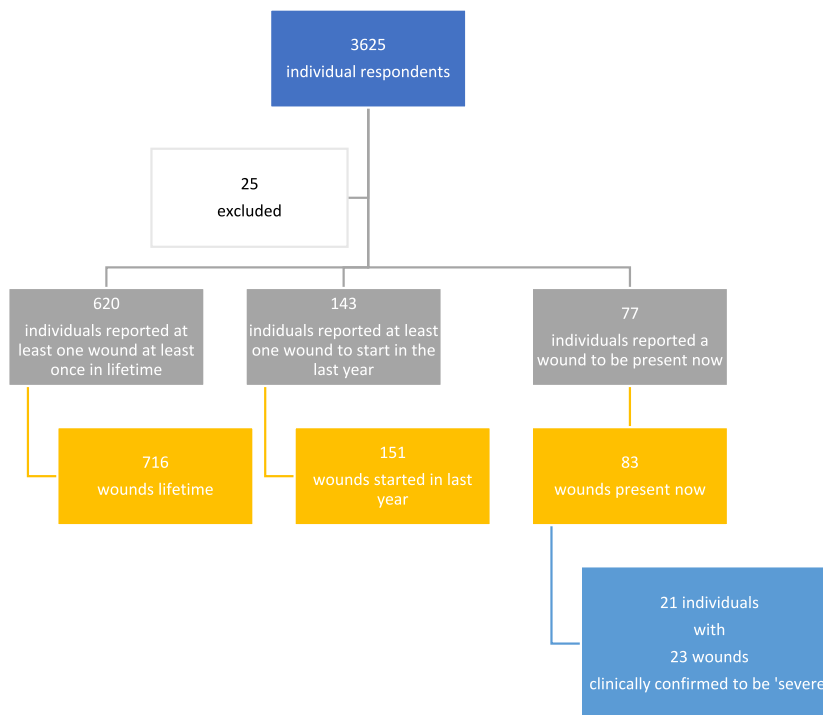 3625
individual respondents
25
excluded
620
individuals reported at
least one wound at least
once in lifetime
143
indiduals reported at least
one wound to start in the
last year
77
individuals reported a
wound to be present now
716
wounds lifetime
151
wounds started in last
year
83
wounds present now
21 individuals
with
23 wounds
clinically confirmed to be 'severe